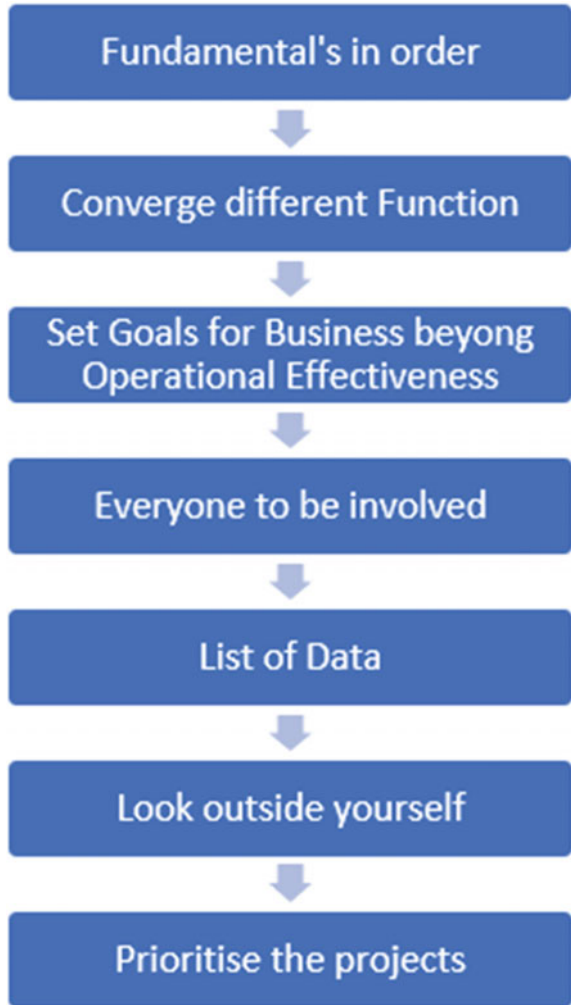 Fundamental's in order
Converge different Function
Set Goals for Business beyong
Operational Effectiveness
Everyone to be involved
List of Data
Look outside yourself
Prioritise the projects